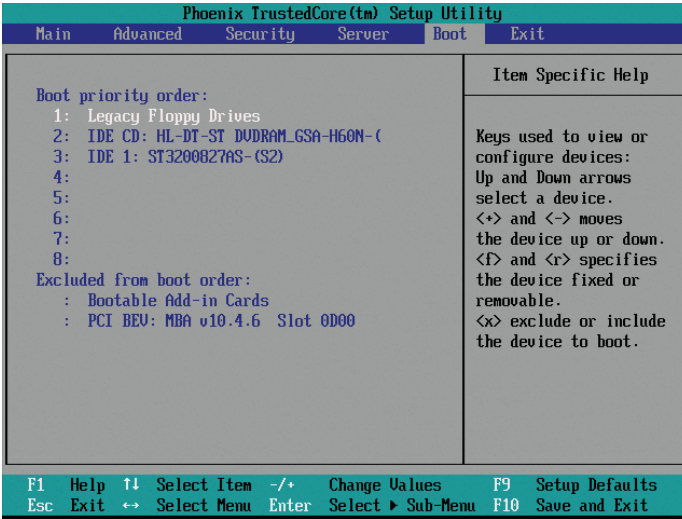 Phoenix TrustedCore(tm) Setup Utility
Main Advanced Security Server Boot Exit
Item Specific Help
Boot priority order:
1: Legacy Floppy Drives
2: IDE CD: HL-DT-ST DVDRAM_GSA-H60N-(
3: IDE 1: ST3200827AS-(S2)
4:
5:
6:
7:
8:
Excluded from boot order:
: Bootable Add-in Cards
: PCI BEV: MBA v10.4.6 Slot 0D00
Keys used to view or
configure devices:
Up and Down arrows
select a device.
<+> and <-> moves
the device up or down.
<f> and <r> specifies
the device fixed or
removable.
<x> exclude or include
the device to boot.
F1 Help ↑↓ Select Item -/+ Change Values F9 Setup Defaults
Esc Exit ↔ Select Menu Enter Select ▶ Sub-Menu F10 Save and Exit